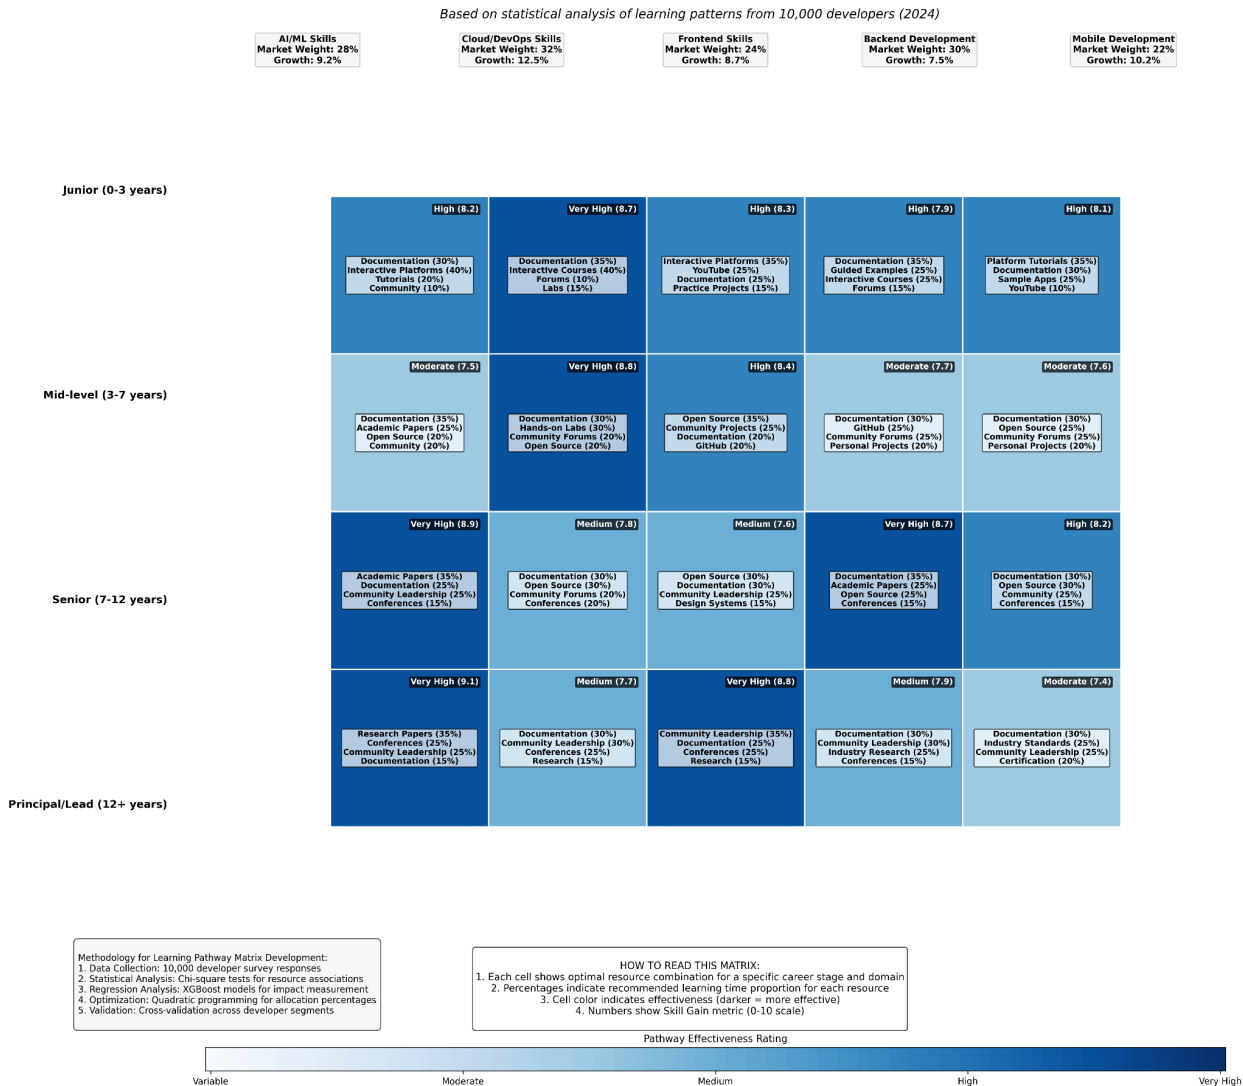 Based on statistical analysis of learning patterns from 10,000 developers (2024)
AI/ML Skills
Market Weight: 28%
Growth: 9.2%
Cloud/DevOps Skills
Market Weight: 32%
Growth: 12.5%
Frontend Skills
Market Weight: 24%
Growth: 8.7%
Backend Development
Market Weight: 30%
Growth: 7.5%
Mobile Development
Market Weight: 22%
Growth: 10.2%
Junior (0-3 years)
High (8.2)
Documentation (30%)
Interactive Platforms (40%)
Tutorials (20%)
Community (10%)
Very High (8.7)
Documentation (35%)
Interactive Courses (40%)
Forums (10%)
Labs (15%)
High (8.3)
Interactive Platforms (35%)
YouTube (25%)
Documentation (25%)
Practice Projects (15%)
High (7.9)
Documentation (35%)
Guided Examples (25%)
Interactive Courses (25%)
Forums (15%)
High (8.1)
Platform Tutorials (35%)
Documentation (30%)
Sample Apps (25%)
YouTube (10%)
Mid-level (3-7 years)
Moderate (7.5)
Documentation (35%)
Academic Papers (25%)
Open Source (20%)
Community (20%)
Very High (8.8)
Documentation (30%)
Hands-on Labs (30%)
Community Forums (20%)
Open Source (20%)
High (8.4)
Open Source (35%)
Community Projects (25%)
Documentation (20%)
GitHub (20%)
Moderate (7.7)
Documentation (30%)
GitHub (25%)
Community Forums (25%)
Personal Projects (20%)
Moderate (7.6)
Documentation (30%)
Open Source (25%)
Community Forums (25%)
Personal Projects (20%)
Senior (7-12 years)
Very High (8.9)
Academic Papers (35%)
Documentation (25%)
Community Leadership (25%)
Conferences (15%)
Medium (7.8)
Documentation (30%)
Open Source (30%)
Community Forums (20%)
Conferences (20%)
Medium (7.6)
Open Source (30%)
Documentation (30%)
Community Leadership (25%)
Design Systems (15%)
Very High (8.7)
Documentation (35%)
Academic Papers (25%)
Open Source (25%)
Conferences (15%)
High (8.2)
Documentation (30%)
Open Source (30%)
Community (25%)
Conferences (15%)
Principal/Lead (12+ years)
Very High (9.1)
Research Papers (35%)
Conferences (25%)
Community Leadership (25%)
Documentation (15%)
Medium (7.7)
Documentation (30%)
Community Leadership (30%)
Conferences (25%)
Research (15%)
Very High (8.8)
Community Leadership (35%)
Documentation (25%)
Conferences (25%)
Research (15%)
Medium (7.9)
Documentation (30%)
Community Leadership (30%)
Industry Research (25%)
Conferences (15%)
Moderate (7.4)
Documentation (30%)
Industry Standards (25%)
Community Leadership (25%)
Certification (20%)
Methodology for Learning Pathway Matrix Development:
1. Data Collection: 10,000 developer survey responses
2. Statistical Analysis: Chi-square tests for resource associations
3. Regression Analysis: XGBoost models for impact measurement
4. Optimization: Quadratic programming for allocation percentages
5. Validation: Cross-validation across developer segments
HOW TO READ THIS MATRIX:
1. Each cell shows optimal resource combination for a specific career stage and domain
2. Percentages indicate recommended learning time proportion for each resource
3. Cell color indicates effectiveness (darker = more effective)
4. Numbers show Skill Gain metric (0-10 scale)
Pathway Effectiveness Rating
Variable
Moderate
Medium
High
Very High